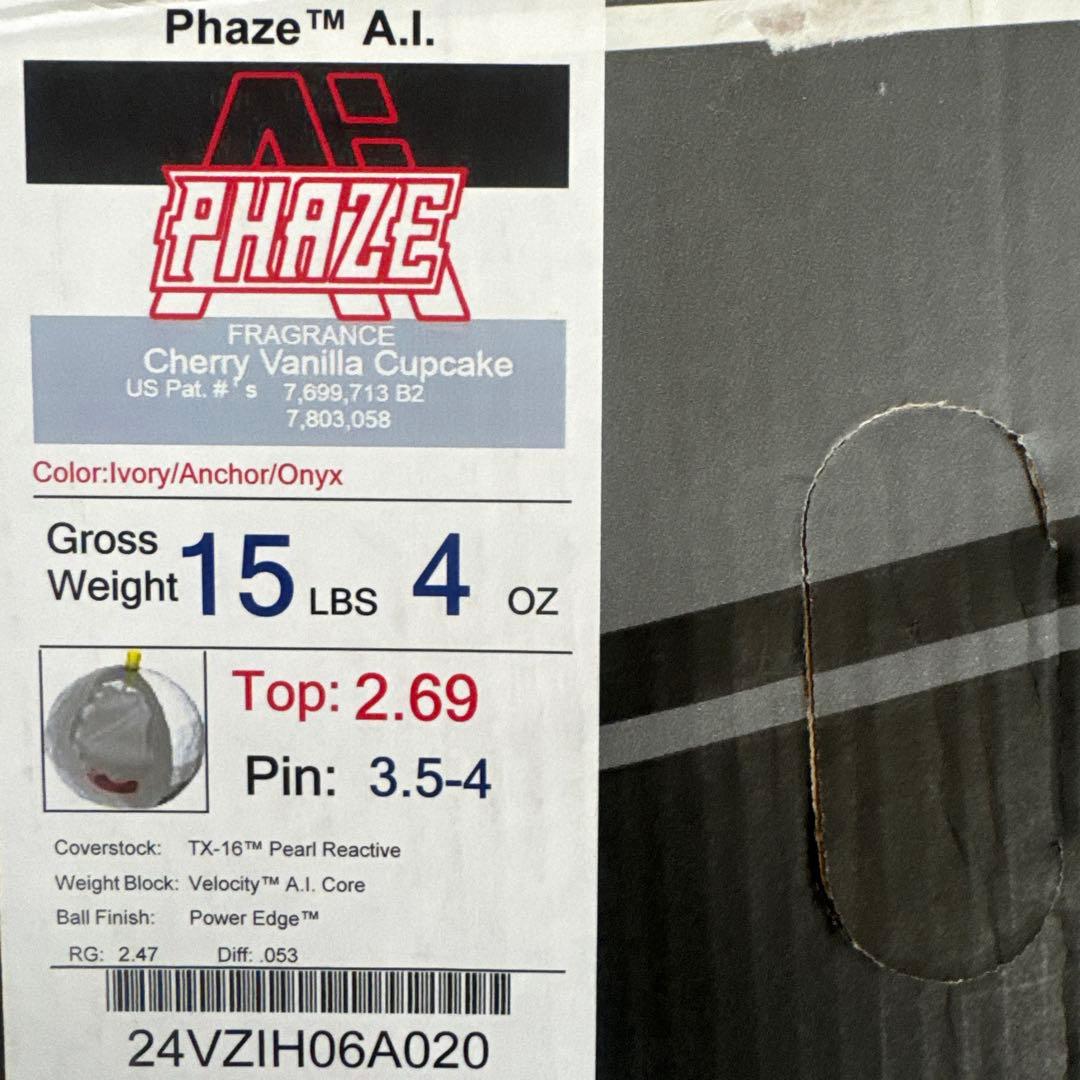 Phaze™ A.I.
A.I.
PHAZE
FRAGRANCE
Cherry Vanilla Cupcake
US Pat. #'s 7,699,713 B2
7,803,058
Color:Ivory/Anchor/Onyx
Gross
Weight 15 LBS 4 OZ
Top: 2.69
Pin: 3.5-4
Coverstock: TX-16™ Pearl Reactive
Weight Block: Velocity™ A.I. Core
Ball Finish: Power Edge™
RG: 2.47 Diff: .053
24VZIH06A020